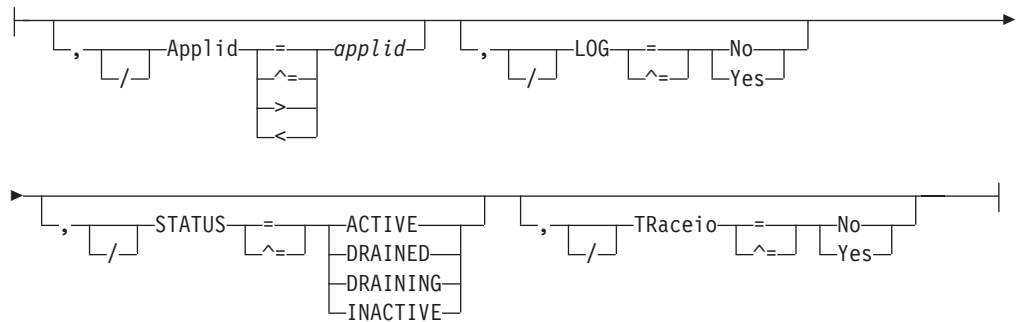 , / Applid = applid , / LOG = No
^= ^= Yes
>
<
, / STATUS = ACTIVE , / TRaceio = No
^= DRAINED ^= Yes
DRAINING
INACTIVE